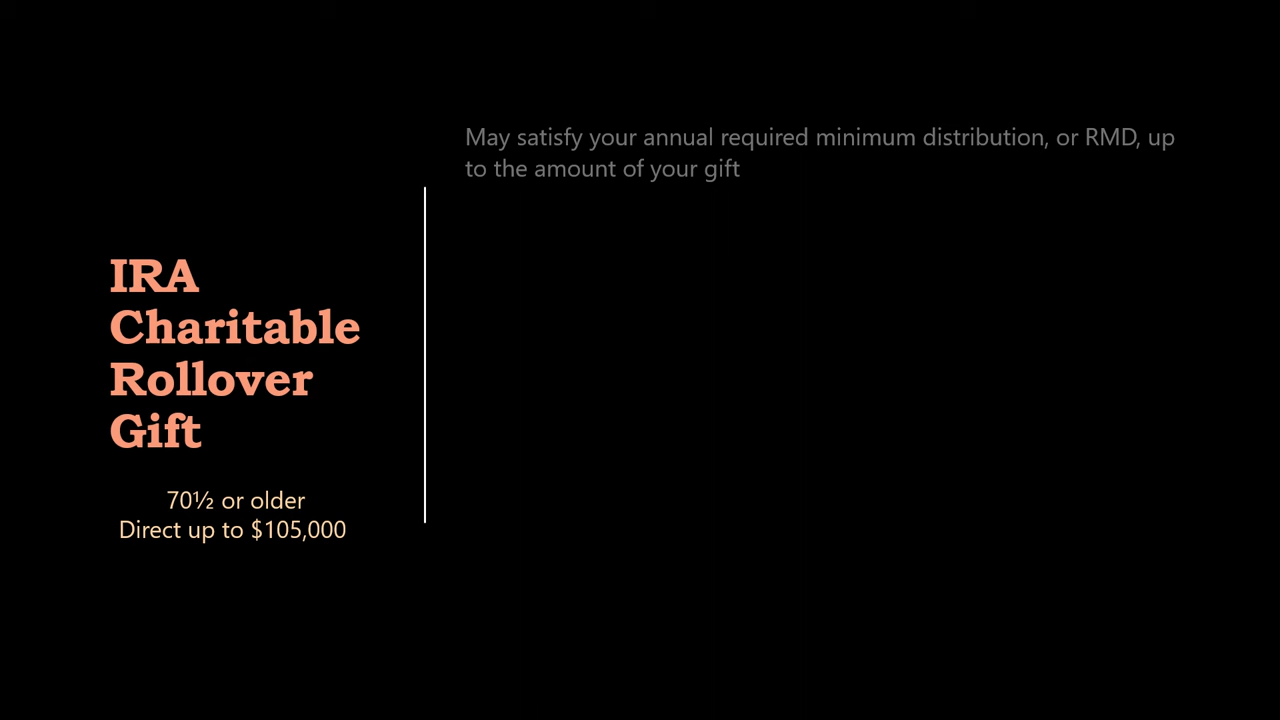 May satisfy your annual required minimum distribution, or RMD, up
to the amount of your gift
IRA
Charitable
Rollover
Gift
70½ or older
Direct up to $105,000